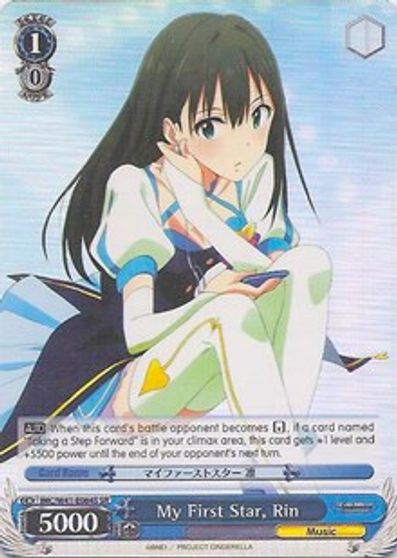 1
0
AUTO When this card's battle opponent becomes [ ], if a card named
"Taking a Step Forward" is in your climax area, this card gets +1 level and
+5500 power until the end of your opponent's next turn.
Card Name マイファーストスター 凛
5000
My First Star, Rin
Music
©BNEI / PROJECT CINDERELLA